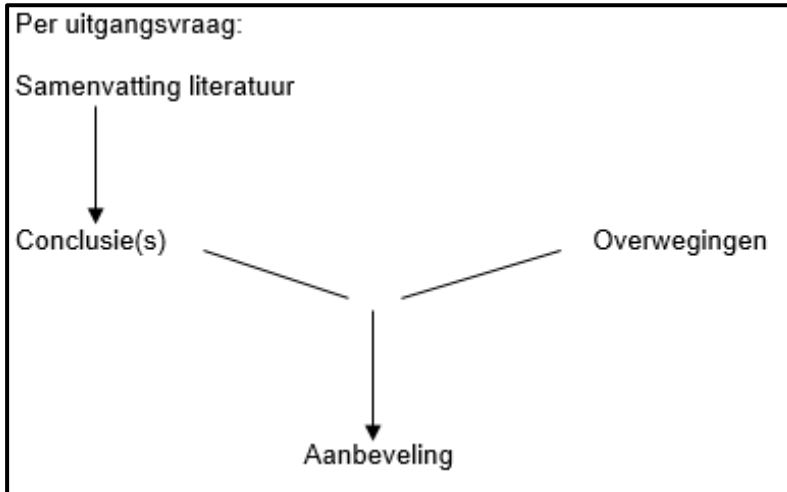 Per uitgangsvraag:
Samenvatting literatuur
Conclusie(s) Overwegingen
Aanbeveling